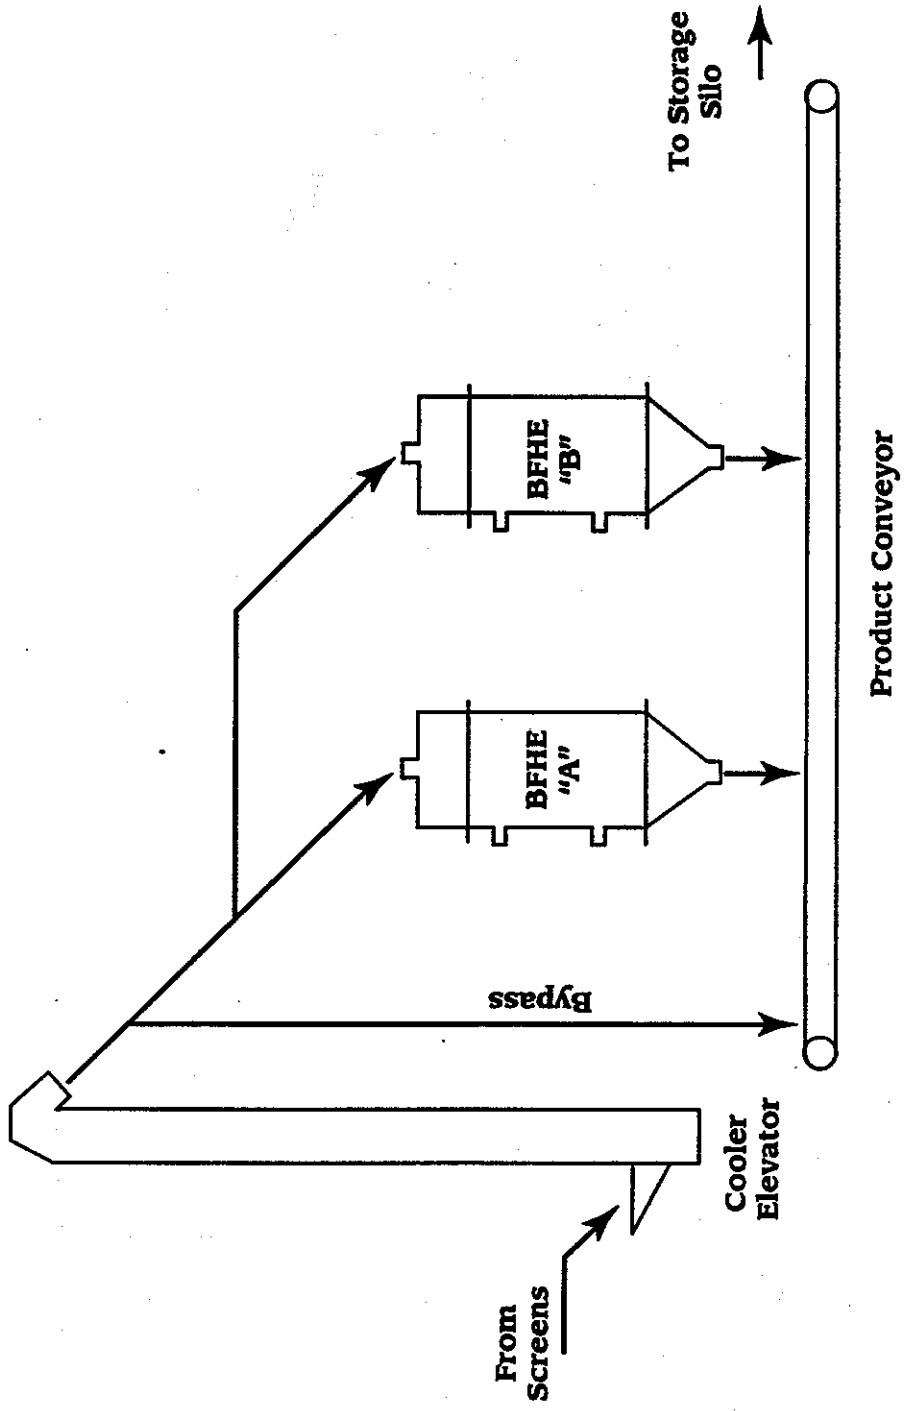 From
Screens
Cooler
Elevator
Bypass
BFHE
"A"
BFHE
"B"
Product Conveyor
To Storage
Silo